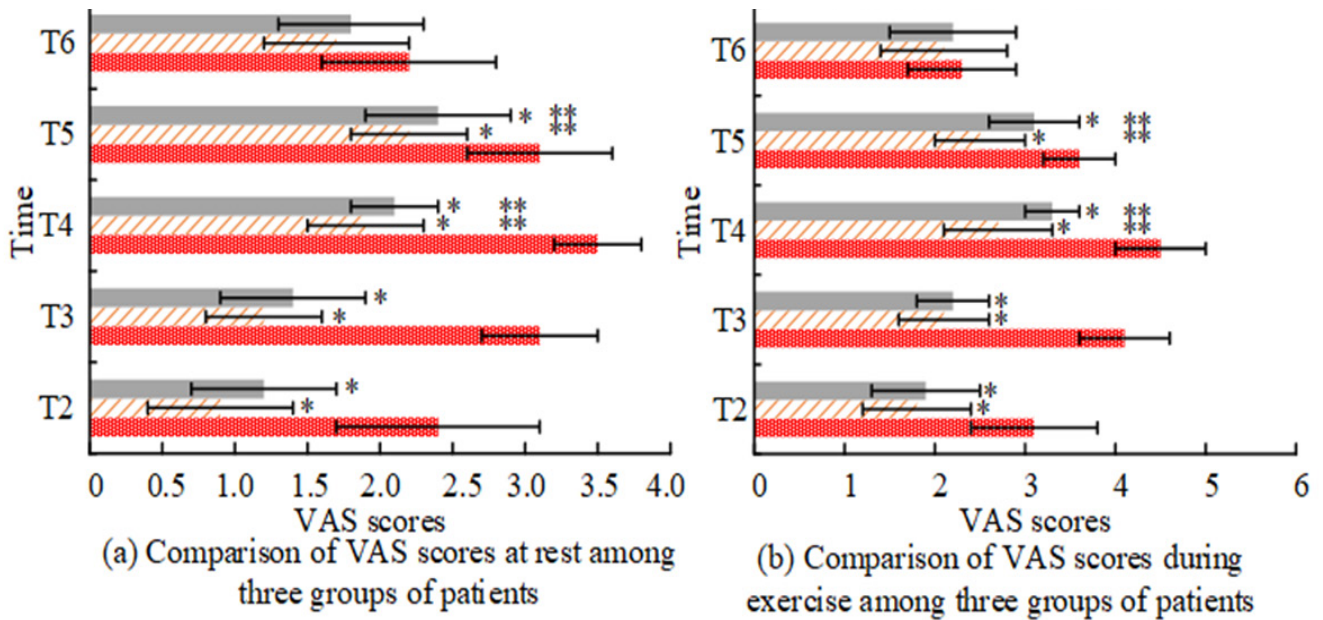 T6
T5
* **
* **
T4
* **
* **
T3
*
*
T2
*
*
Time
0 0.5 1.0 1.5 2.0 2.5 3.0 3.5 4.0
VAS scores
(a) Comparison of VAS scores at rest among
three groups of patients
T6
T5
* **
* **
T4
* **
* **
T3
*
*
T2
*
*
Time
0 1 2 3 4 5 6
VAS scores
(b) Comparison of VAS scores during
exercise among three groups of patients